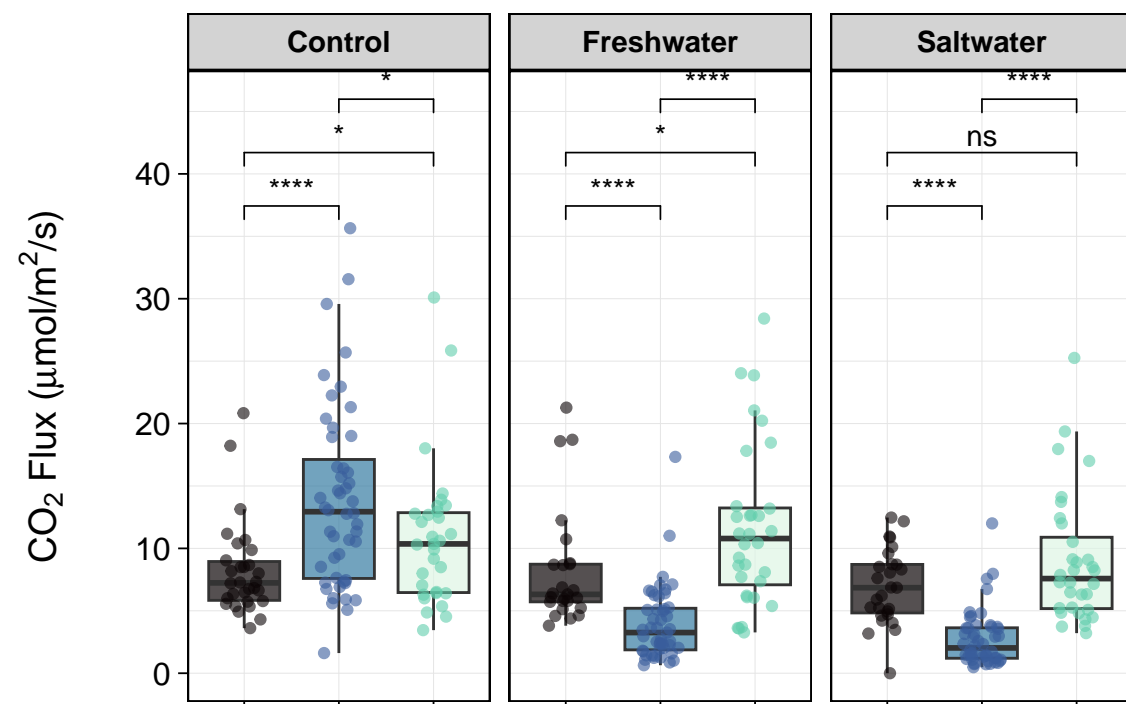 Control Freshwater Saltwater
* **** ****
* * ns
**** **** ****
CO₂ Flux (μmol/m²/s)
40
30
20
10
0